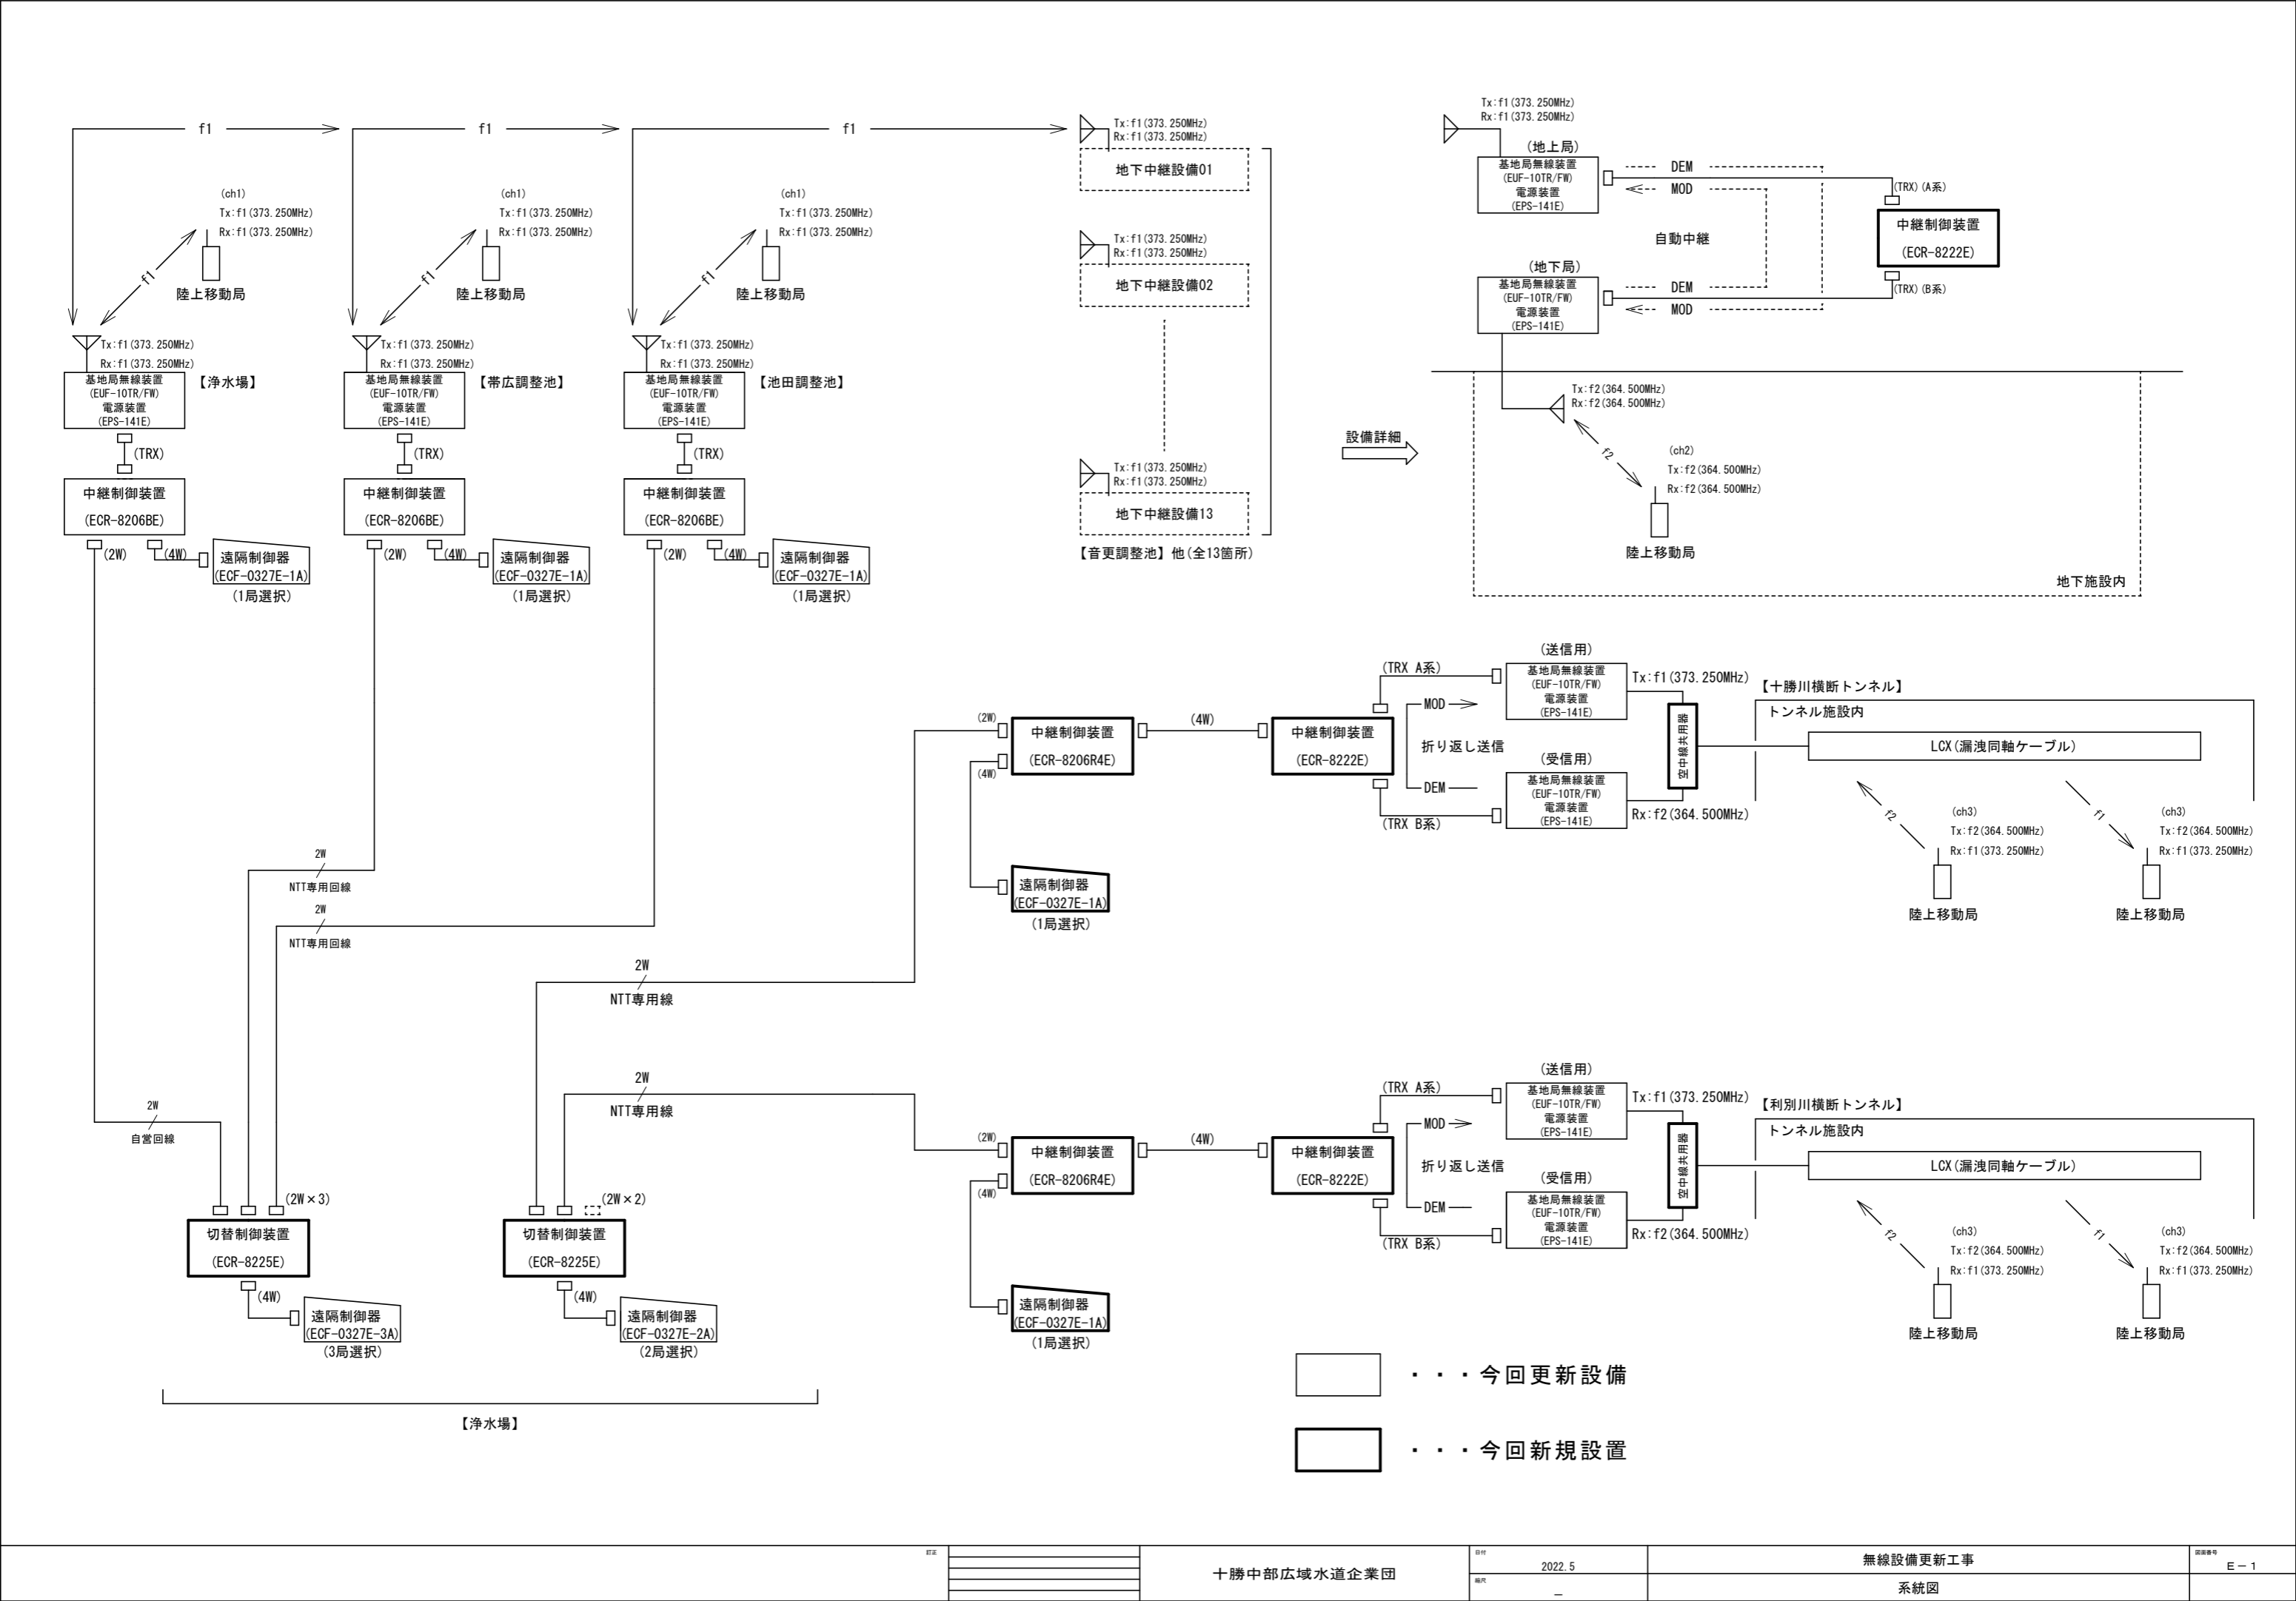 f1
f1
f1
(ch1)
Tx:f1(373.250MHz)
Rx:f1(373.250MHz)
f1
陸上移動局
Tx:f1(373.250MHz)
Rx:f1(373.250MHz)
基地局無線装置
(EUF-10TR/FW)
電源装置
(EPS-141E)
【浄水場】
(TRX)
中継制御装置
(ECR-8206BE)
(2W)
(4W)
遠隔制御器
(ECF-0327E-1A)
(1局選択)
(ch1)
Tx:f1(373.250MHz)
Rx:f1(373.250MHz)
f1
陸上移動局
Tx:f1(373.250MHz)
Rx:f1(373.250MHz)
基地局無線装置
(EUF-10TR/FW)
電源装置
(EPS-141E)
【帯広調整池】
(TRX)
中継制御装置
(ECR-8206BE)
(2W)
(4W)
遠隔制御器
(ECF-0327E-1A)
(1局選択)
(ch1)
Tx:f1(373.250MHz)
Rx:f1(373.250MHz)
f1
陸上移動局
Tx:f1(373.250MHz)
Rx:f1(373.250MHz)
基地局無線装置
(EUF-10TR/FW)
電源装置
(EPS-141E)
【池田調整池】
(TRX)
中継制御装置
(ECR-8206BE)
(2W)
(4W)
遠隔制御器
(ECF-0327E-1A)
(1局選択)
Tx:f1(373.250MHz)
Rx:f1(373.250MHz)
地下中継設備01
Tx:f1(373.250MHz)
Rx:f1(373.250MHz)
地下中継設備02
Tx:f1(373.250MHz)
Rx:f1(373.250MHz)
地下中継設備13
【音更調整池】他(全13箇所)
設備詳細
Tx:f1(373.250MHz)
Rx:f1(373.250MHz)
(地上局)
基地局無線装置
(EUF-10TR/FW)
電源装置
(EPS-141E)
DEM
MOD
(TRX)(A系)
自動中継
中継制御装置
(ECR-8222E)
(地下局)
基地局無線装置
(EUF-10TR/FW)
電源装置
(EPS-141E)
DEM
MOD
(TRX)(B系)
Tx:f2(364.500MHz)
Rx:f2(364.500MHz)
f2
(ch2)
Tx:f2(364.500MHz)
Rx:f2(364.500MHz)
陸上移動局
地下施設内
2W
NTT専用回線
2W
NTT専用回線
2W
NTT専用線
2W
NTT専用線
2W
自営回線
(2W)
(4W)
中継制御装置
(ECR-8206R4E)
(4W)
中継制御装置
(ECR-8222E)
遠隔制御器
(ECF-0327E-1A)
(1局選択)
(TRX A系)
MOD
折り返し送信
DEM
(TRX B系)
(送信用)
基地局無線装置
(EUF-10TR/FW)
電源装置
(EPS-141E)
(受信用)
基地局無線装置
(EUF-10TR/FW)
電源装置
(EPS-141E)
Tx:f1(373.250MHz)
空中線共用器
Rx:f2(364.500MHz)
【十勝川横断トンネル】
トンネル施設内
LCX(漏洩同軸ケーブル)
f2
(ch3)
Tx:f2(364.500MHz)
Rx:f1(373.250MHz)
陸上移動局
f1
(ch3)
Tx:f2(364.500MHz)
Rx:f1(373.250MHz)
陸上移動局
(2W)
(4W)
中継制御装置
(ECR-8206R4E)
(4W)
中継制御装置
(ECR-8222E)
遠隔制御器
(ECF-0327E-1A)
(1局選択)
(TRX A系)
MOD
折り返し送信
DEM
(TRX B系)
(送信用)
基地局無線装置
(EUF-10TR/FW)
電源装置
(EPS-141E)
(受信用)
基地局無線装置
(EUF-10TR/FW)
電源装置
(EPS-141E)
Tx:f1(373.250MHz)
空中線共用器
Rx:f2(364.500MHz)
【利別川横断トンネル】
トンネル施設内
LCX(漏洩同軸ケーブル)
f2
(ch3)
Tx:f2(364.500MHz)
Rx:f1(373.250MHz)
陸上移動局
f1
(ch3)
Tx:f2(364.500MHz)
Rx:f1(373.250MHz)
陸上移動局
(2W×3)
切替制御装置
(ECR-8225E)
(4W)
遠隔制御器
(ECF-0327E-3A)
(3局選択)
(2W×2)
切替制御装置
(ECR-8225E)
(4W)
遠隔制御器
(ECF-0327E-2A)
(2局選択)
【浄水場】
・・・今回更新設備
・・・今回新規設置
訂正
十勝中部広域水道企業団
日付
2022.5
縮尺
－
無線設備更新工事
系統図
図面番号
E－1